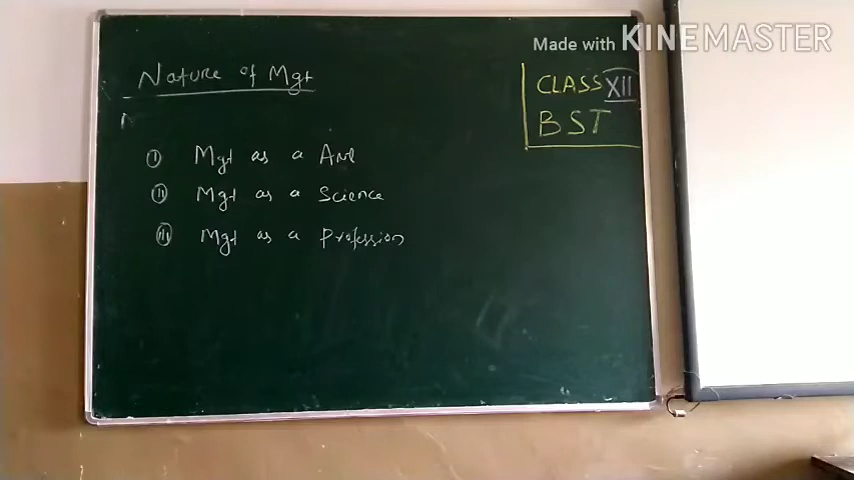 Made with KINEMASTER
Nature of Mgt
CLASS XII
BST
(I) Mgt as a Art
(II) Mgt as a Science
(III) Mgt as a Profession